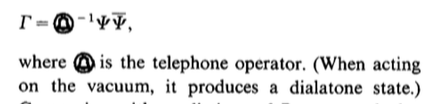 Γ = 🕭⁻¹ΨΨ̅,
where 🕭 is the telephone operator. (When acting
on the vacuum, it produces a dialatone state.)